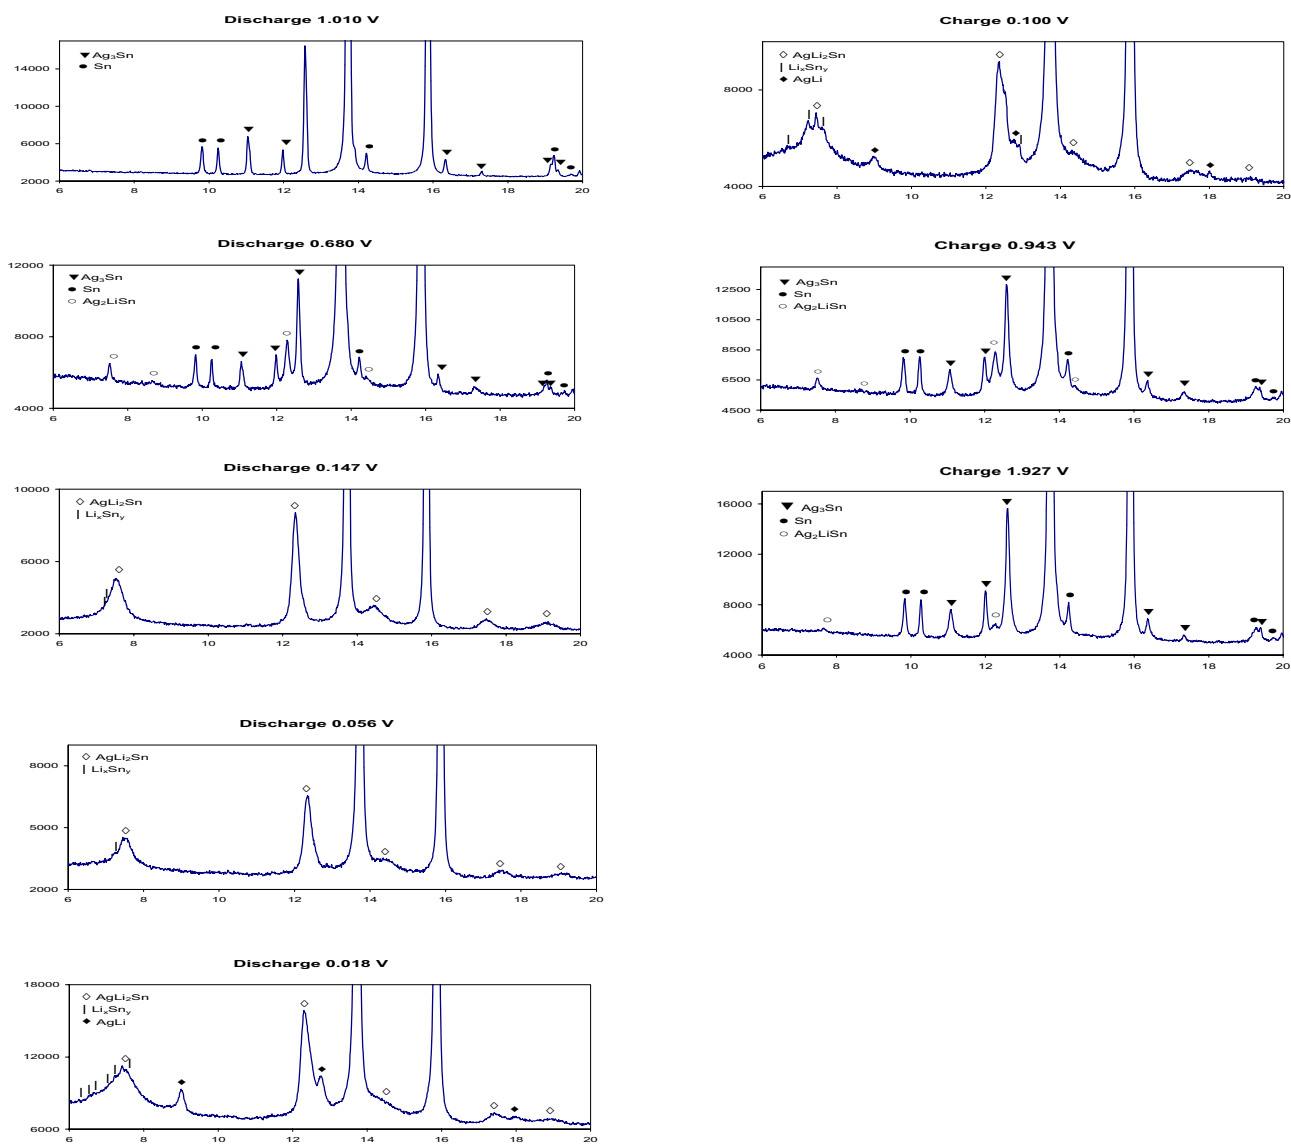 Discharge 1.010 V
Ag₃Sn
Sn
14000
10000
6000
2000
6 8 10 12 14 16 18 20
Charge 0.100 V
AgLi₂Sn
LiₓSnᵧ
AgLi
8000
4000
6 8 10 12 14 16 18 20
Discharge 0.680 V
Ag₃Sn
Sn
Ag₂LiSn
12000
8000
4000
6 8 10 12 14 16 18 20
Charge 0.943 V
Ag₃Sn
Sn
Ag₂LiSn
12500
10500
8500
6500
4500
6 8 10 12 14 16 18 20
Discharge 0.147 V
AgLi₂Sn
LiₓSnᵧ
10000
6000
2000
6 8 10 12 14 16 18 20
Charge 1.927 V
Ag₃Sn
Sn
Ag₂LiSn
16000
12000
8000
4000
6 8 10 12 14 16 18 20
Discharge 0.056 V
AgLi₂Sn
LiₓSnᵧ
8000
5000
2000
6 8 10 12 14 16 18 20
Discharge 0.018 V
AgLi₂Sn
LiₓSnᵧ
AgLi
18000
12000
6000
6 8 10 12 14 16 18 20